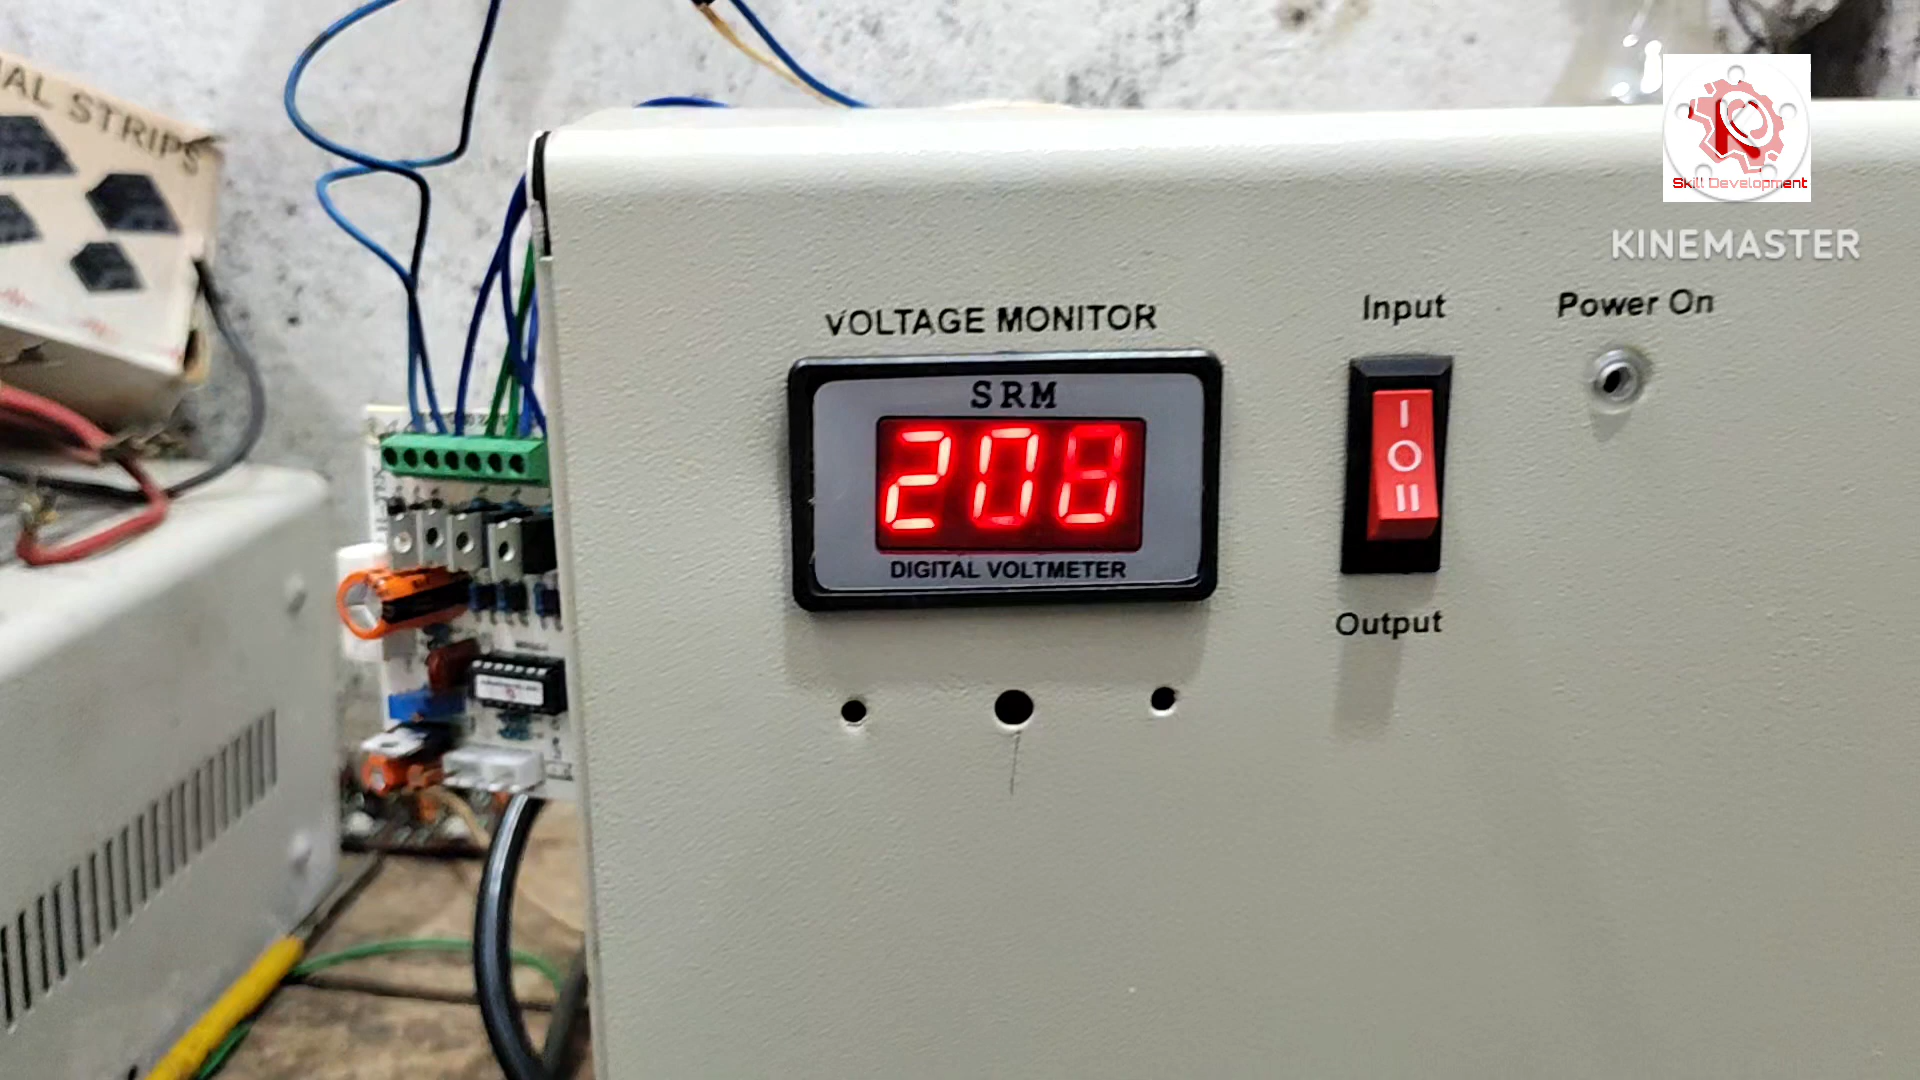 AL STRIPS
Skill Development
KINEMASTER
VOLTAGE MONITOR
Input
Power On
SRM
208
DIGITAL VOLTMETER
I
O
II
Output